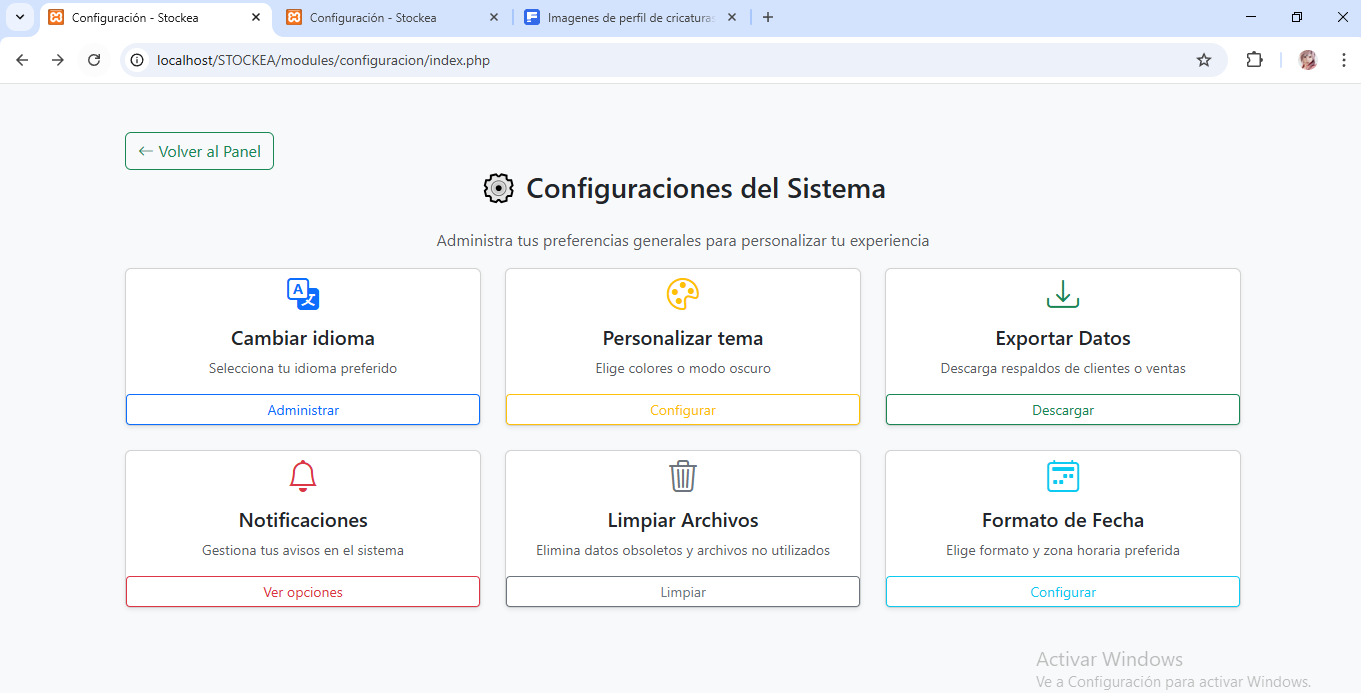 Configuración - Stockea
Configuración - Stockea
Imagenes de perfil de cricaturas
localhost/STOCKEA/modules/configuracion/index.php
← Volver al Panel
Configuraciones del Sistema
Administra tus preferencias generales para personalizar tu experiencia
A 文
Cambiar idioma
Selecciona tu idioma preferido
Administrar
Personalizar tema
Elige colores o modo oscuro
Configurar
Exportar Datos
Descarga respaldos de clientes o ventas
Descargar
Notificaciones
Gestiona tus avisos en el sistema
Ver opciones
Limpiar Archivos
Elimina datos obsoletos y archivos no utilizados
Limpiar
Formato de Fecha
Elige formato y zona horaria preferida
Configurar
Activar Windows
Ve a Configuración para activar Windows.